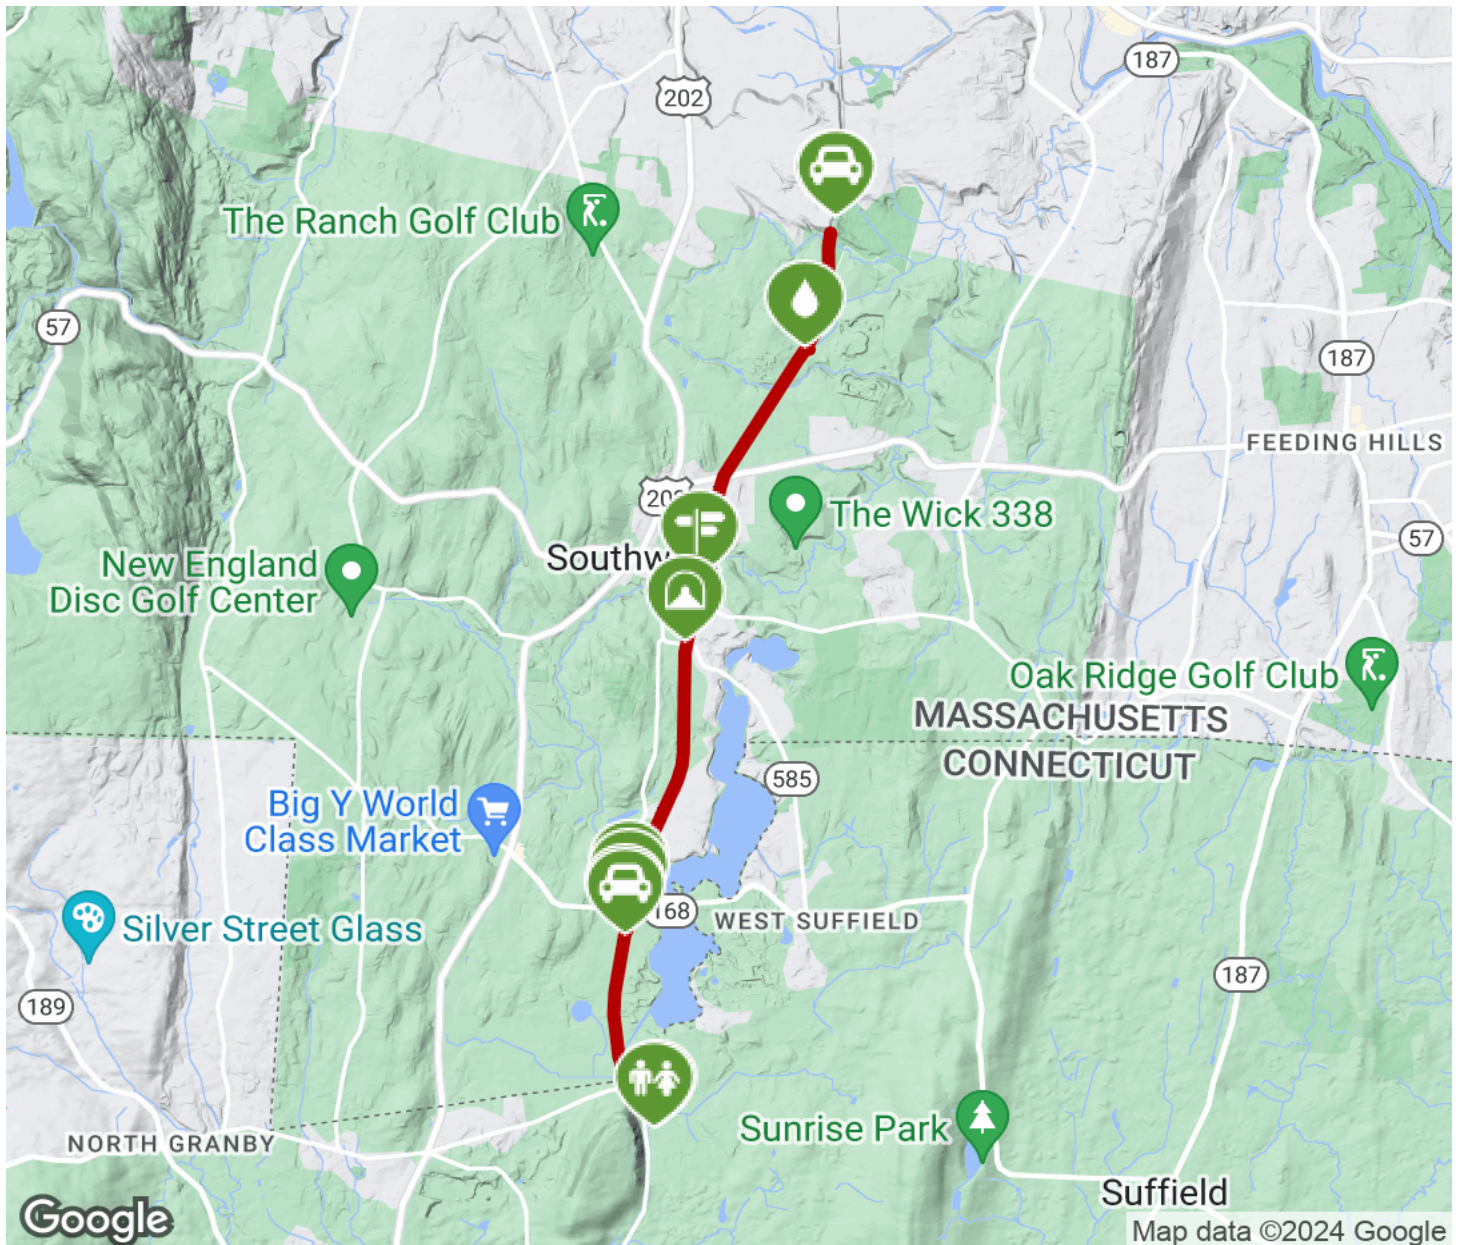 187
202
The Ranch Golf Club
57
187
FEEDING HILLS
The Wick 338
57
New England
Disc Golf Center
Oak Ridge Golf Club
MASSACHUSETTS
CONNECTICUT
585
Big Y World
Class Market
168
WEST SUFFIELD
Silver Street Glass
187
189
Sunrise Park
NORTH GRANBY
Suffield
Google
Map data ©2024 Google